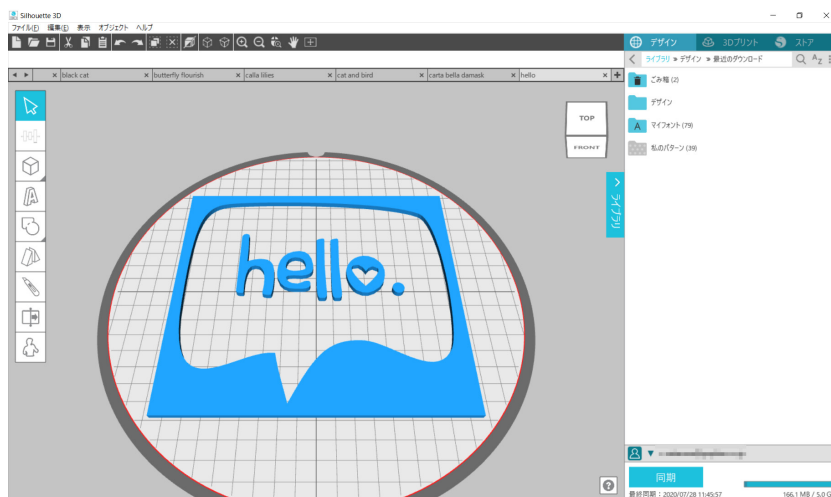 Silhouette 3D
ファイル(F) 編集(E) 表示 オブジェクト ヘルプ
デザイン 3Dプリント ストア
ライブラリ » デザイン » 最近のダウンロード
black cat butterfly flourish calla lilies cat and bird carta bella damask hello
ごみ箱 (2)
デザイン
A マイフォント (79)
私のパターン (39)
TOP
FRONT
ライブラリ
hello.
同期
最終同期：2020/07/28 11:45:57 166.1 MB / 5.0 G